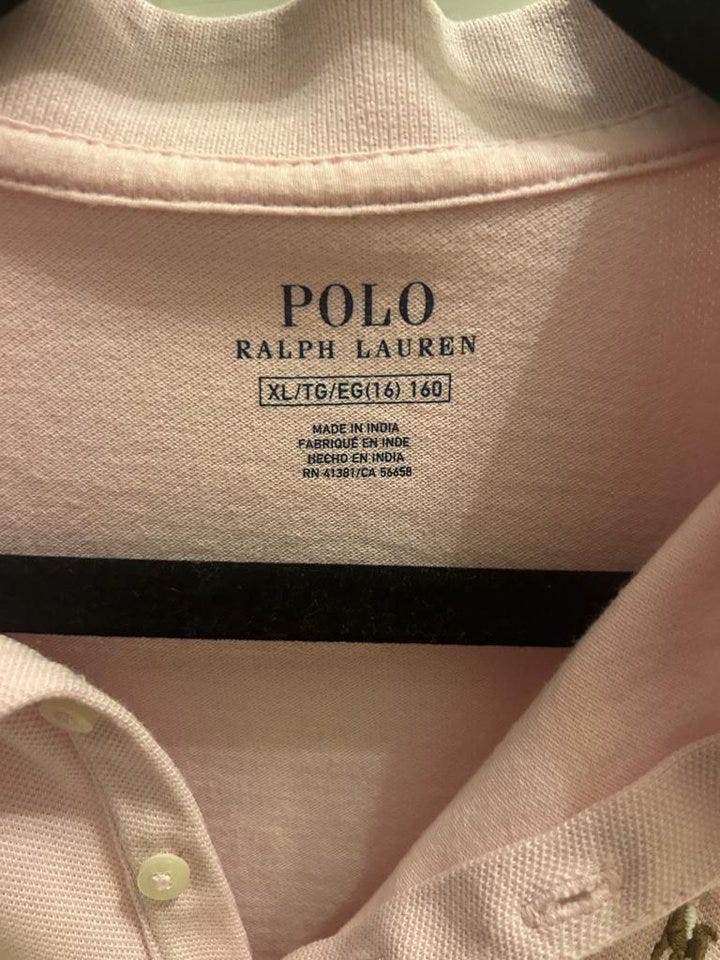 POLO
RALPH LAUREN
XL/TG/EG(16) 160
MADE IN INDIA
FABRIQUÉ EN INDE
HECHO EN INDIA
RN 41381/CA 56658